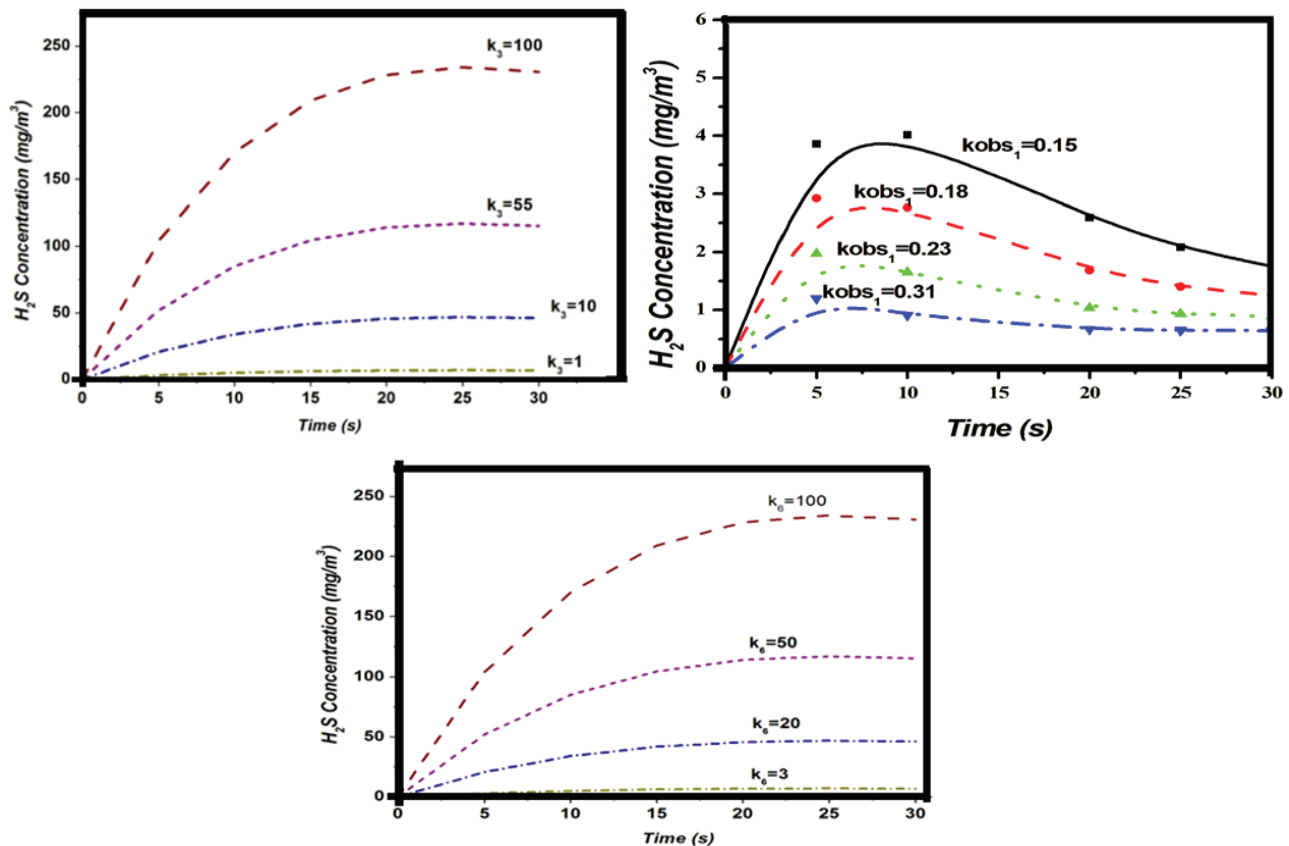 H₂S Concentration (mg/m³)
250
200
150
100
50
0
k₃=100
k₃=55
k₃=10
k₃=1
0 5 10 15 20 25 30
Time (s)
H₂S Concentration (mg/m³)
6
5
4
3
2
1
0
kobs₁=0.15
kobs₁=0.18
kobs₁=0.23
kobs₁=0.31
0 5 10 15 20 25 30
Time (s)
H₂S Concentration (mg/m³)
250
200
150
100
50
0
k₆=100
k₆=50
k₆=20
k₆=3
0 5 10 15 20 25 30
Time (s)